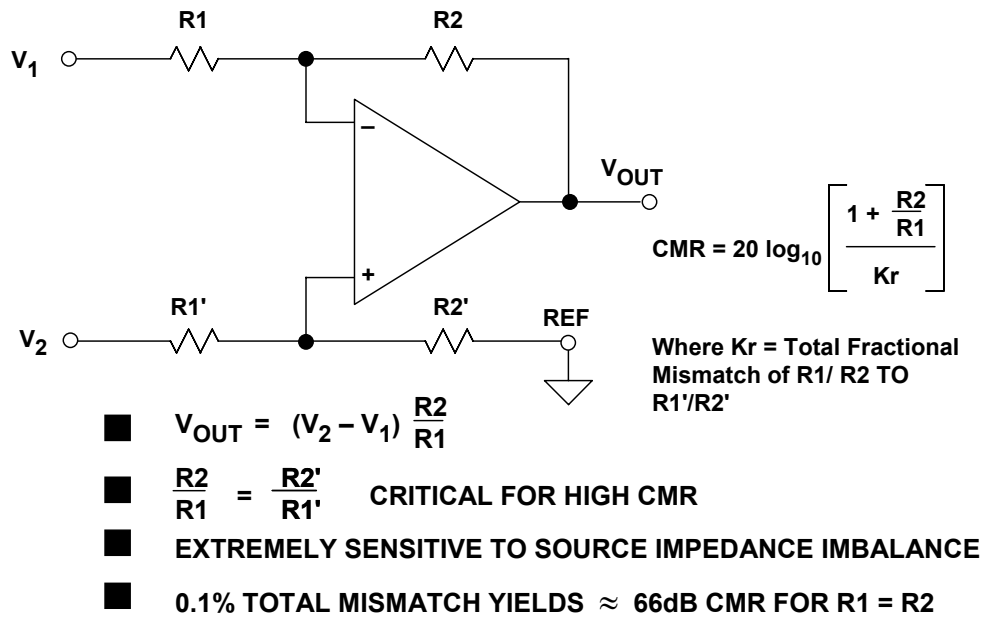 R1
R2
V1
–
VOUT
+
R1'
R2'
REF
V2
CMR = 20 log10 [ (1 + R2/R1) / Kr ]
Where Kr = Total Fractional
Mismatch of R1/ R2 TO
R1'/R2'
■ VOUT = (V2 – V1) R2/R1
■ R2/R1 = R2'/R1' CRITICAL FOR HIGH CMR
■ EXTREMELY SENSITIVE TO SOURCE IMPEDANCE IMBALANCE
■ 0.1% TOTAL MISMATCH YIELDS ≈ 66dB CMR FOR R1 = R2